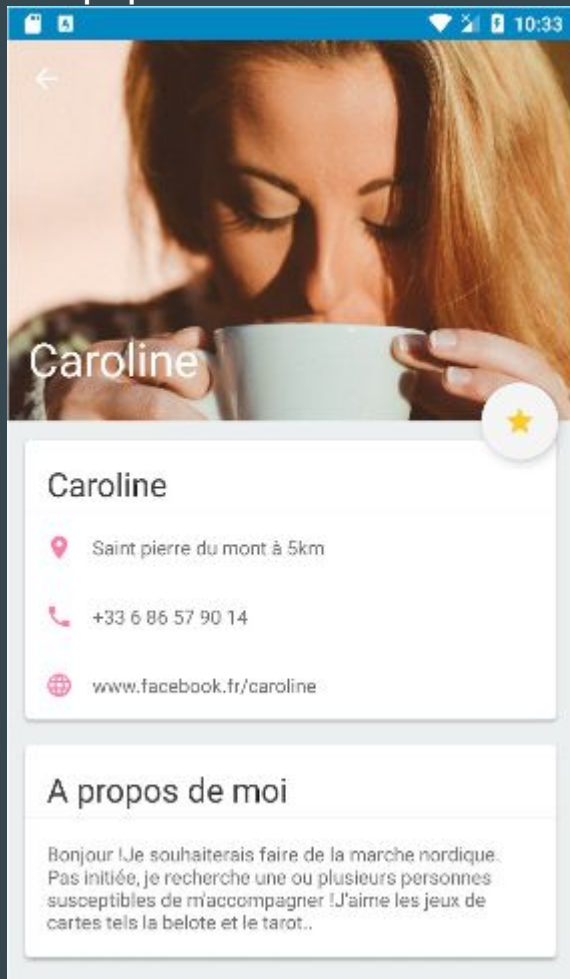 10:33
Caroline
Caroline
Saint pierre du mont à 5km
+33 6 86 57 90 14
www.facebook.fr/caroline
A propos de moi
Bonjour !Je souhaiterais faire de la marche nordique.
Pas initiée, je recherche une ou plusieurs personnes
susceptibles de m'accompagner !J'aime les jeux de
cartes tels la belote et le tarot..